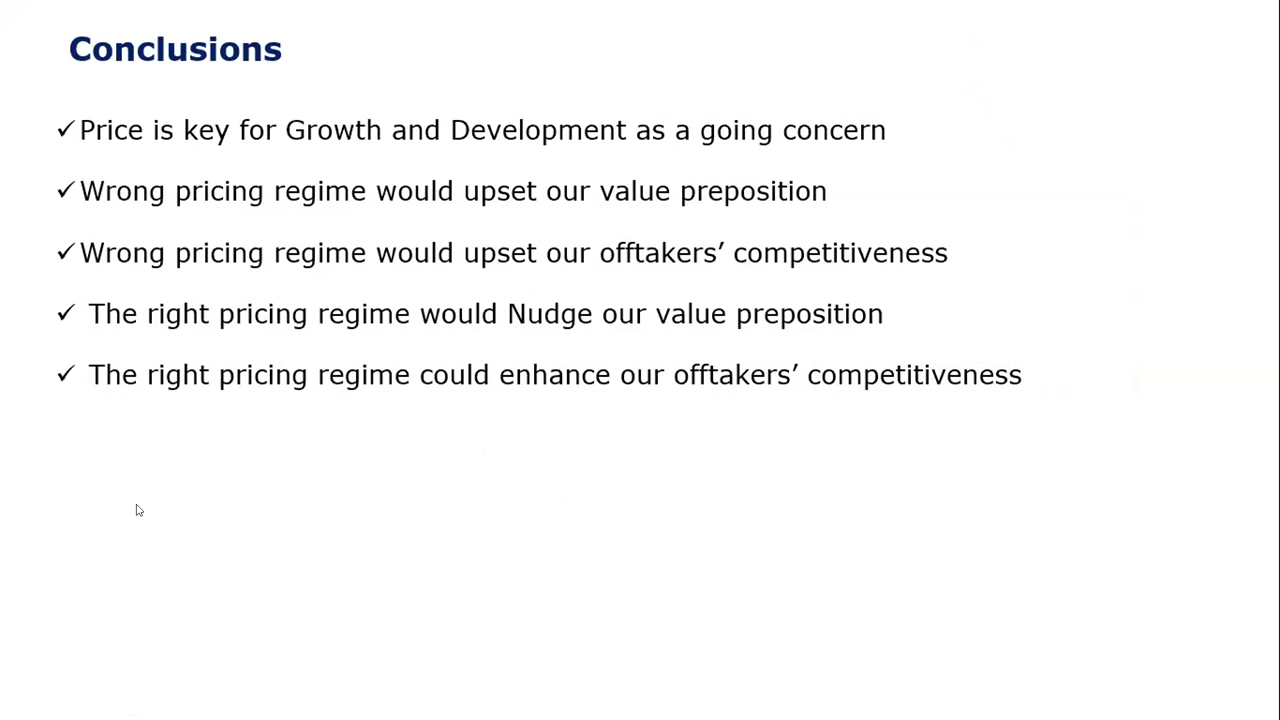 Conclusions
✓Price is key for Growth and Development as a going concern
✓Wrong pricing regime would upset our value preposition
✓Wrong pricing regime would upset our offtakers’ competitiveness
✓ The right pricing regime would Nudge our value preposition
✓ The right pricing regime could enhance our offtakers’ competitiveness